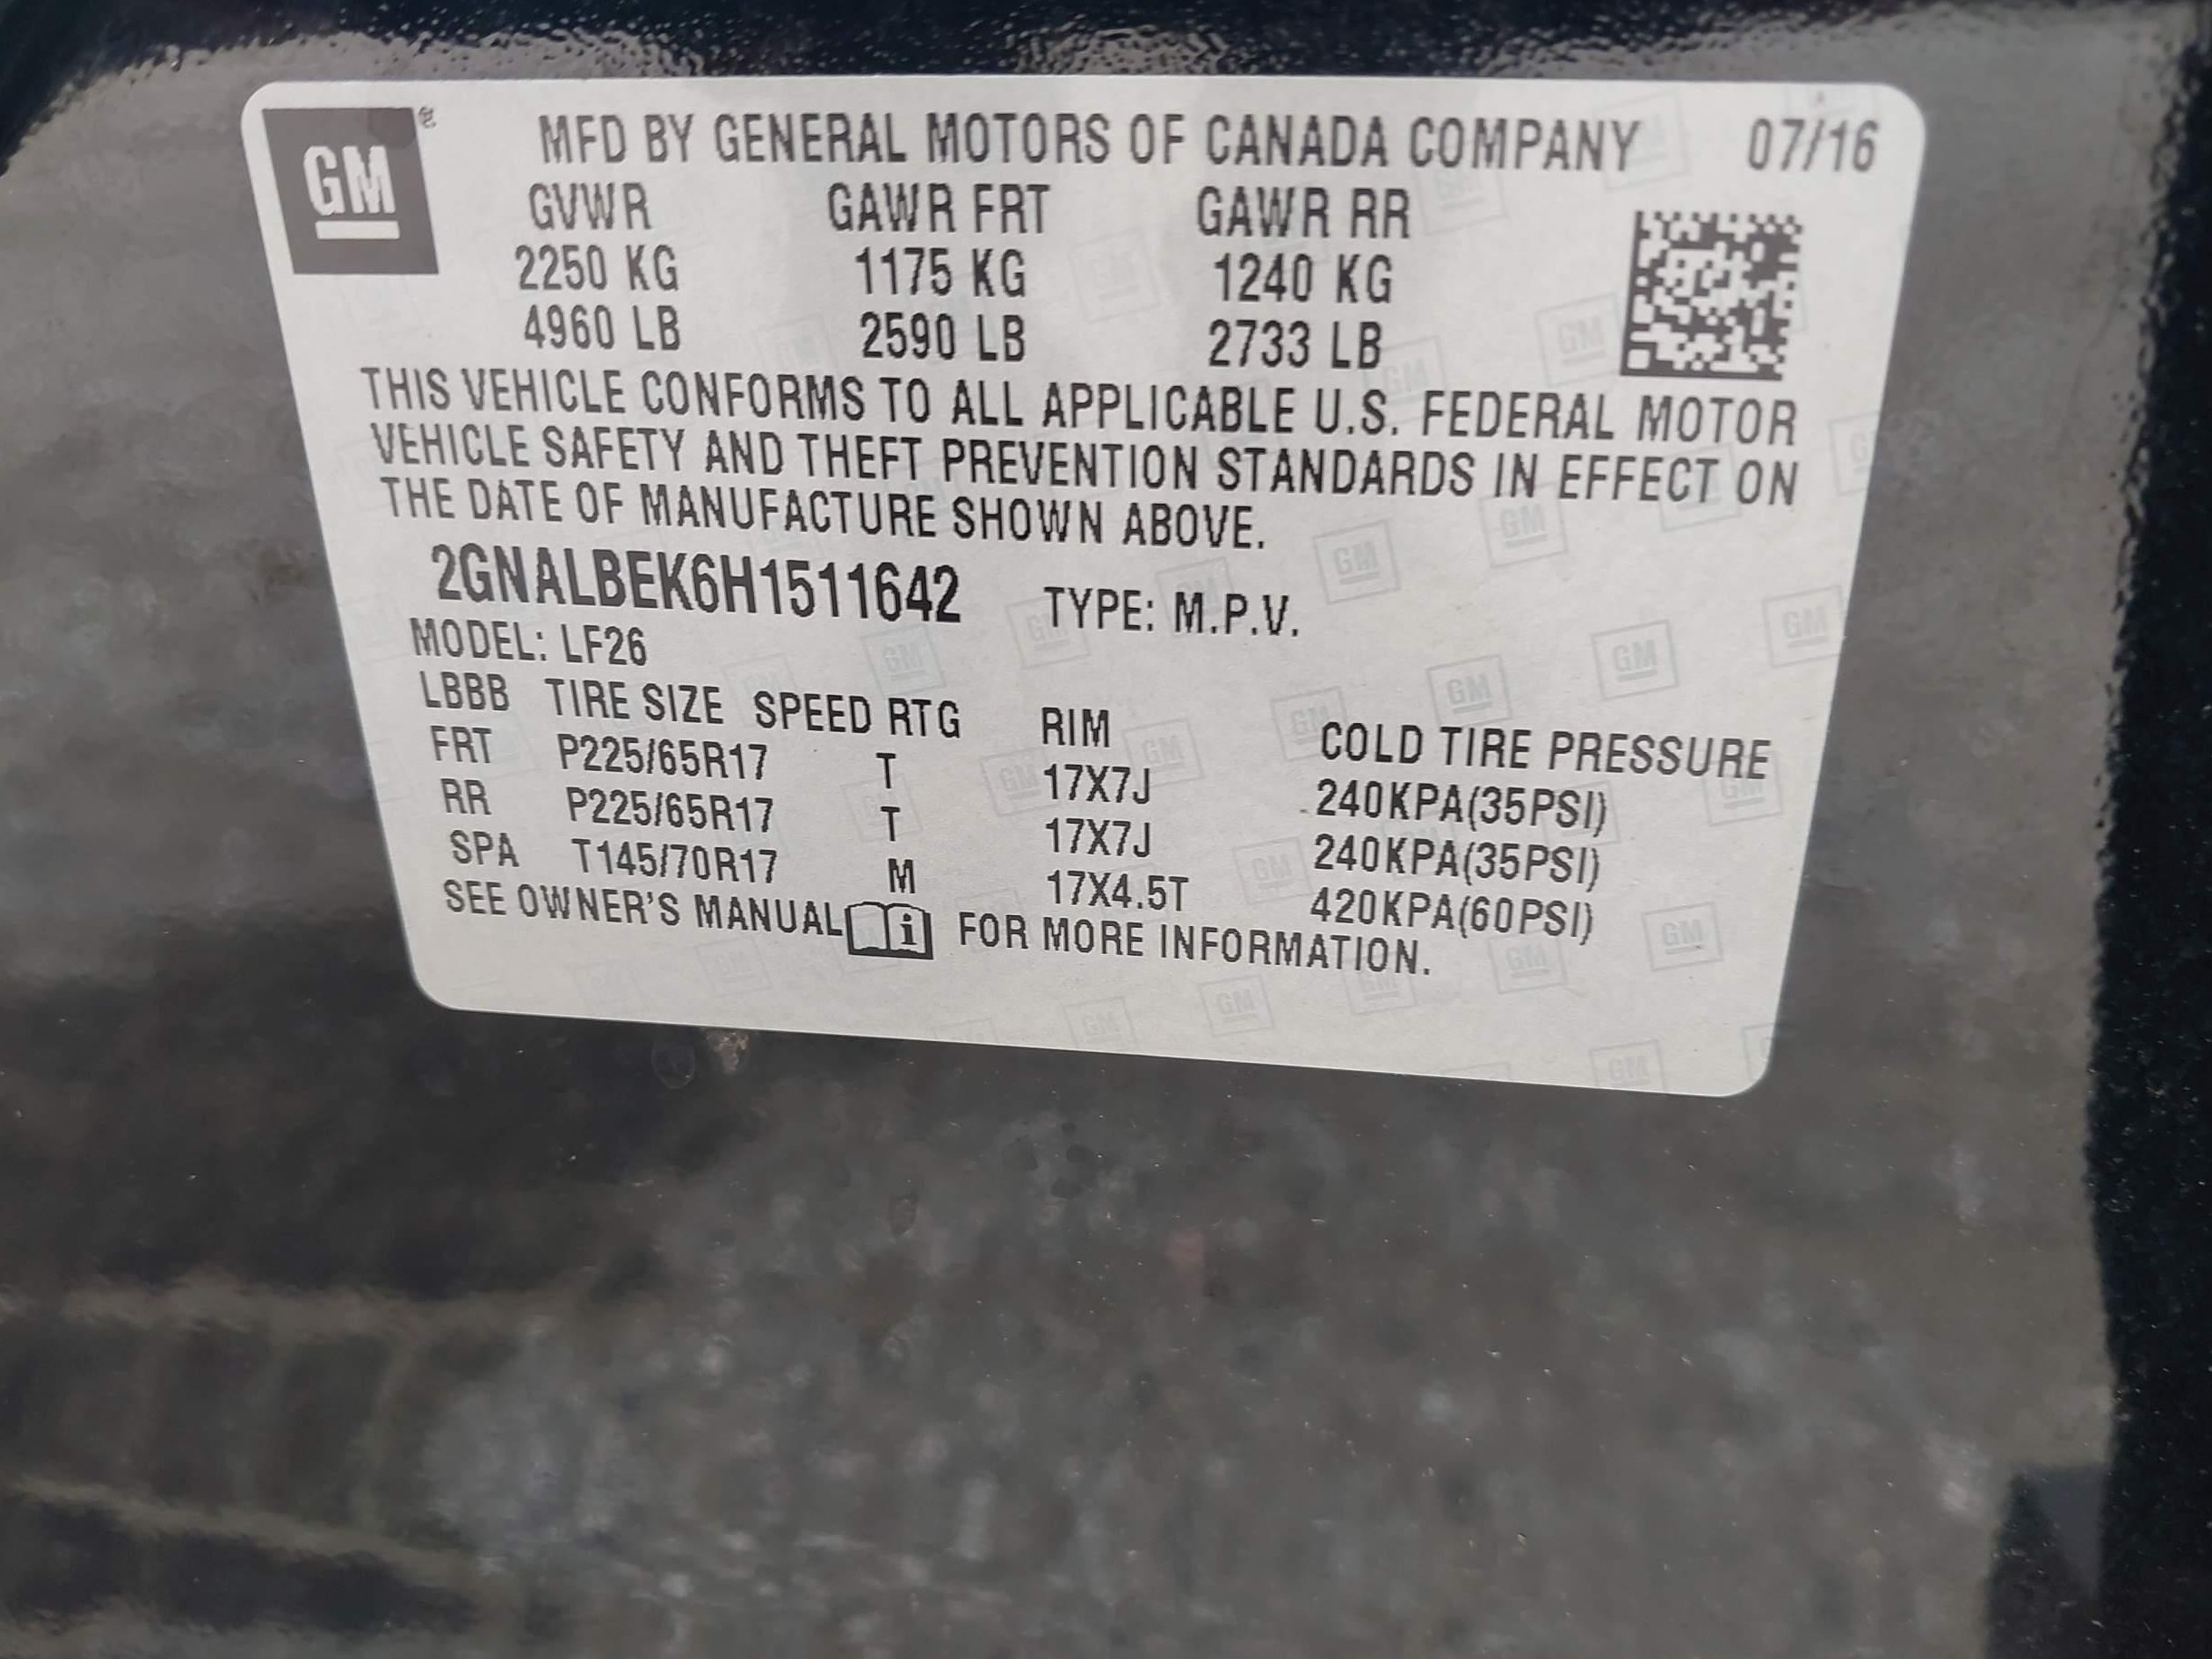 GM
MFD BY GENERAL MOTORS OF CANADA COMPANY 07/16
GVWR GAWR FRT GAWR RR
2250 KG 1175 KG 1240 KG
4960 LB 2590 LB 2733 LB
THIS VEHICLE CONFORMS TO ALL APPLICABLE U.S. FEDERAL MOTOR
VEHICLE SAFETY AND THEFT PREVENTION STANDARDS IN EFFECT ON
THE DATE OF MANUFACTURE SHOWN ABOVE.
2GNALBEK6H1511642 TYPE: M.P.V.
MODEL: LF26
LBBB TIRE SIZE SPEED RTG RIM COLD TIRE PRESSURE
FRT P225/65R17 T 17X7J 240KPA(35PSI)
RR P225/65R17 T 17X7J 240KPA(35PSI)
SPA T145/70R17 M 17X4.5T 420KPA(60PSI)
SEE OWNER'S MANUAL i FOR MORE INFORMATION.